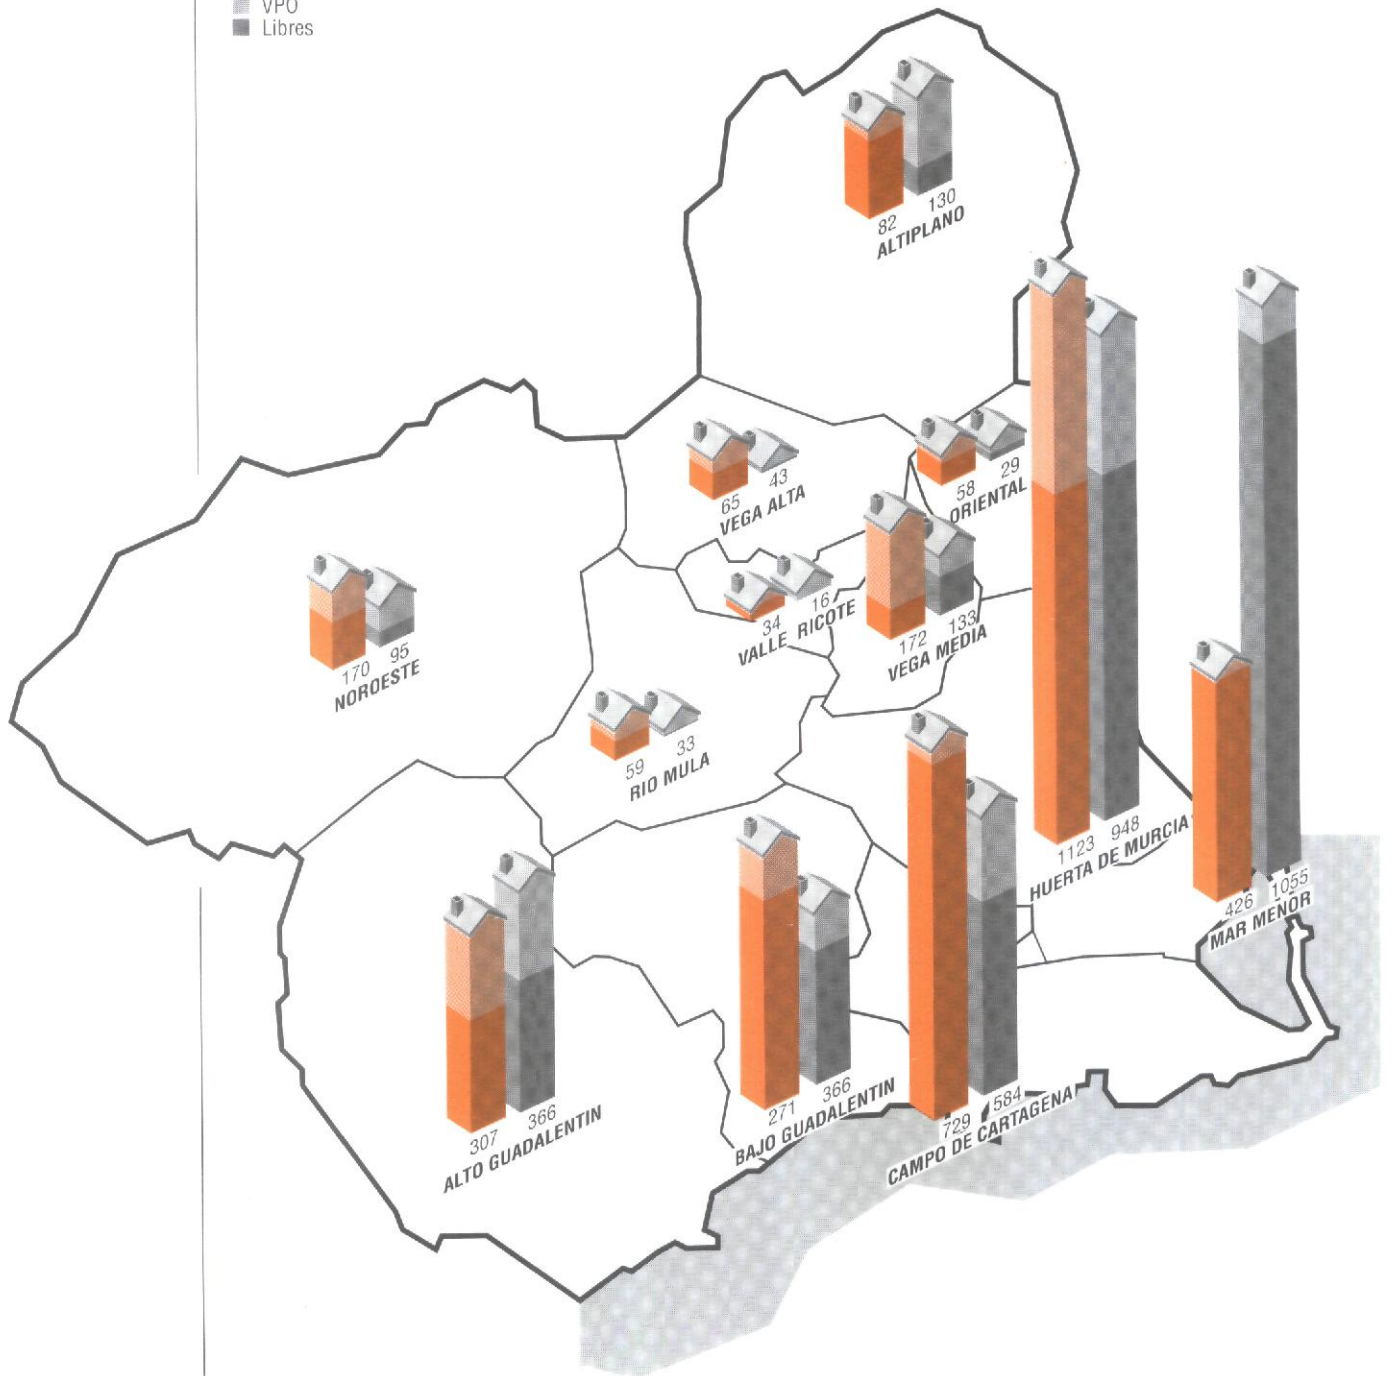 VPO
Libres
82 130
ALTIPLANO
65 43
VEGA ALTA
58 29
ORIENTAL
170 95
NOROESTE
34 16
VALLE RICOTE
172 133
VEGA MEDIA
59 33
RIO MULA
1123 948
HUERTA DE MURCIA
426 1055
MAR MENOR
307 366
ALTO GUADALENTIN
271 366
BAJO GUADALENTIN
729 584
CAMPO DE CARTAGENA